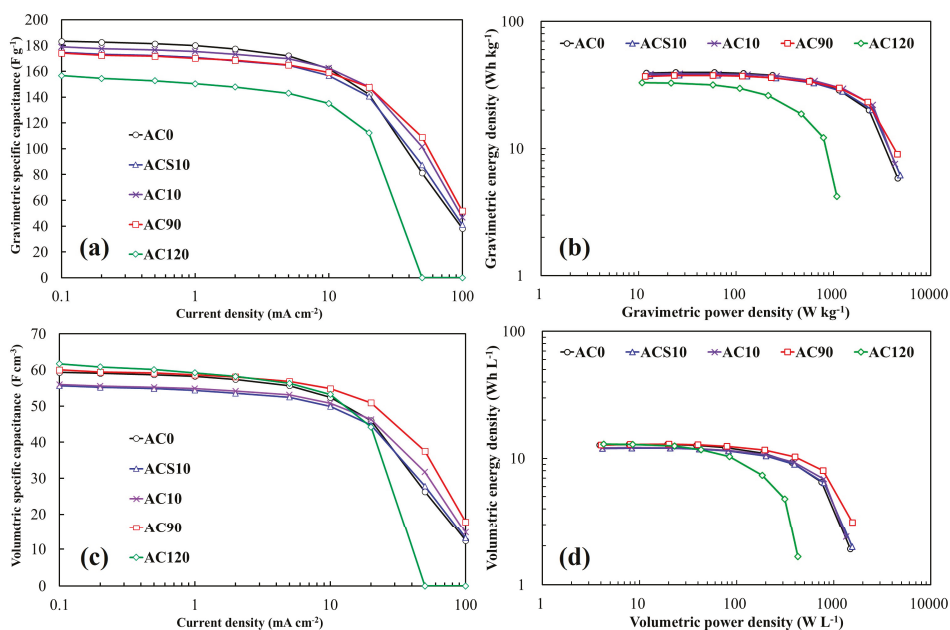 Gravimetric specific capacitance (F g⁻¹)
200
180
160
140
120
100
80
60
40
20
0
AC0
ACS10
AC10
AC90
AC120
(a)
0.1
1
10
100
Current density (mA cm⁻²)
Gravimetric energy density (Wh kg⁻¹)
100
10
1
AC0
ACS10
AC10
AC90
AC120
(b)
1
10
100
1000
10000
Gravimetric power density (W kg⁻¹)
Volumetric specific capacitance (F cm⁻³)
70
60
50
40
30
20
10
0
AC0
ACS10
AC10
AC90
AC120
(c)
0.1
1
10
100
Current density (mA cm⁻²)
Volumetric energy density (Wh L⁻¹)
100
10
1
AC0
ACS10
AC10
AC90
AC120
(d)
1
10
100
1000
10000
Volumetric power density (W L⁻¹)